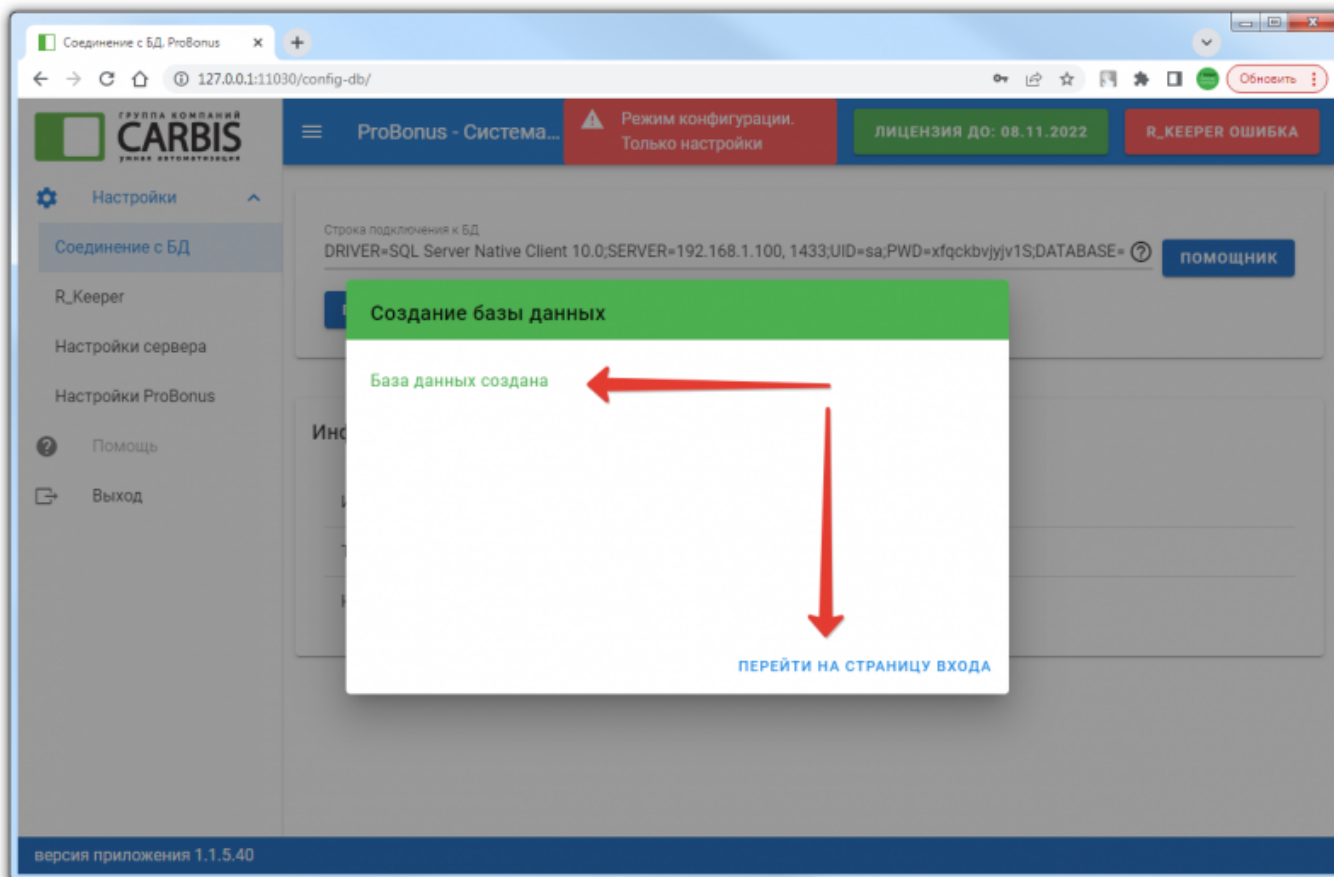 Соединение с БД, ProBonus
127.0.0.1:11030/config-db/
Обновить
ГРУППА КОМПАНИЙ
CARBIS
умная автоматизация
ProBonus - Система...
Режим конфигурации.
Только настройки
ЛИЦЕНЗИЯ ДО: 08.11.2022
R_KEEPER ОШИБКА
Настройки
Соединение с БД
R_Keeper
Настройки сервера
Настройки ProBonus
Помощь
Выход
Строка подключения к БД
DRIVER=SQL Server Native Client 10.0;SERVER=192.168.1.100, 1433;UID=sa;PWD=xfqckbvjyjv1S;DATABASE=
ПОМОЩНИК
Создание базы данных
База данных создана
ПЕРЕЙТИ НА СТРАНИЦУ ВХОДА
версия приложения 1.1.5.40